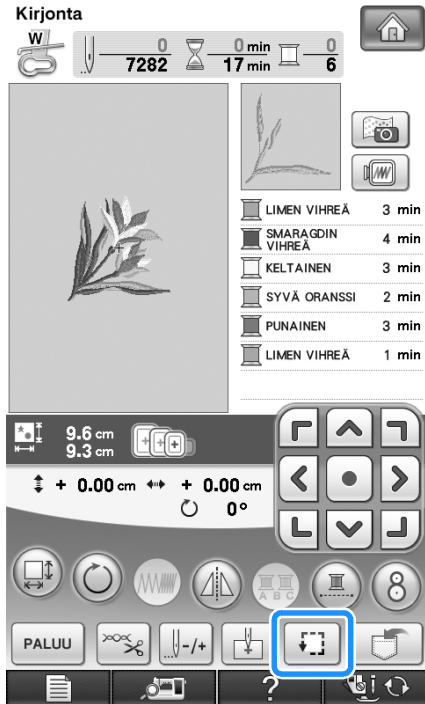 Kirjonta
W
0
7282
0 min
17 min
0
6
LIMEN VIHREÄ 3 min
SMARAGDIN
VIHREÄ 4 min
KELTAINEN 3 min
SYVÄ ORANSSI 2 min
PUNAINEN 3 min
LIMEN VIHREÄ 1 min
9.6 cm
9.3 cm
+ 0.00 cm + 0.00 cm
0°
A B C
8
PALUU
-/+
?